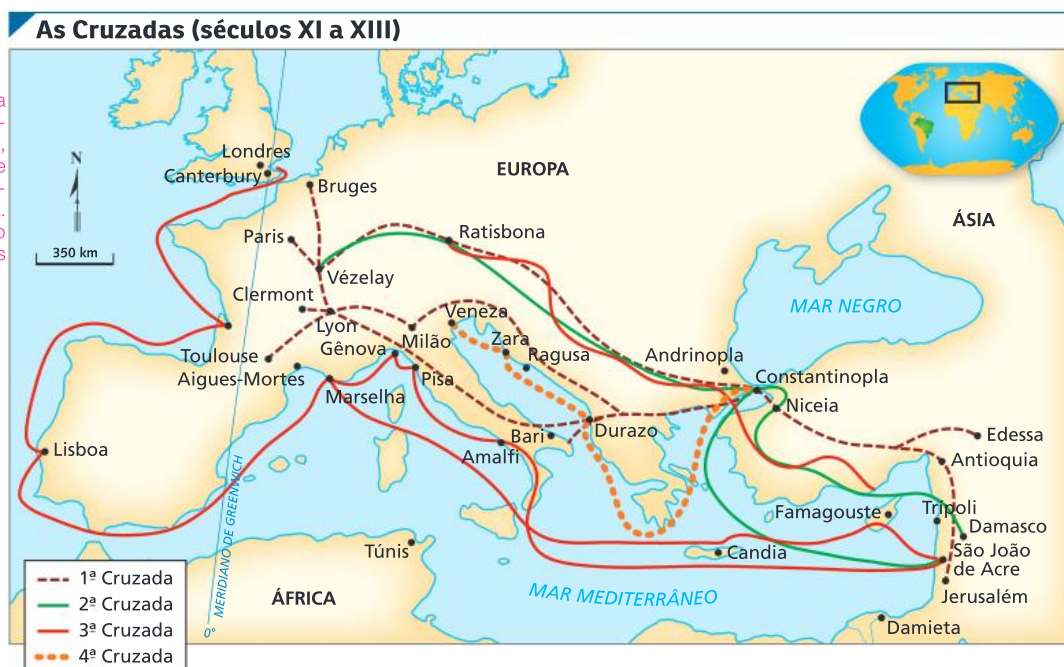 As Cruzadas (séculos XI a XIII)
N
350 km
EUROPA
ÁSIA
ÁFRICA
MAR NEGRO
MAR MEDITERRÂNEO
MERIDIANO DE GREENWICH
0°
Londres
Canterbury
Bruges
Paris
Ratisbona
Vézelay
Clermont
Lyon
Veneza
Milão
Gênova
Zara
Ragusa
Toulouse
Aigues-Mortes
Marselha
Pisa
Andrinopla
Constantinopla
Niceia
Durazo
Bari
Amalfi
Lisboa
Edessa
Antioquia
Famagouste
Trípoli
Damasco
São João
de Acre
Jerusalém
Candia
Túnis
Damieta
1ª Cruzada
2ª Cruzada
3ª Cruzada
4ª Cruzada